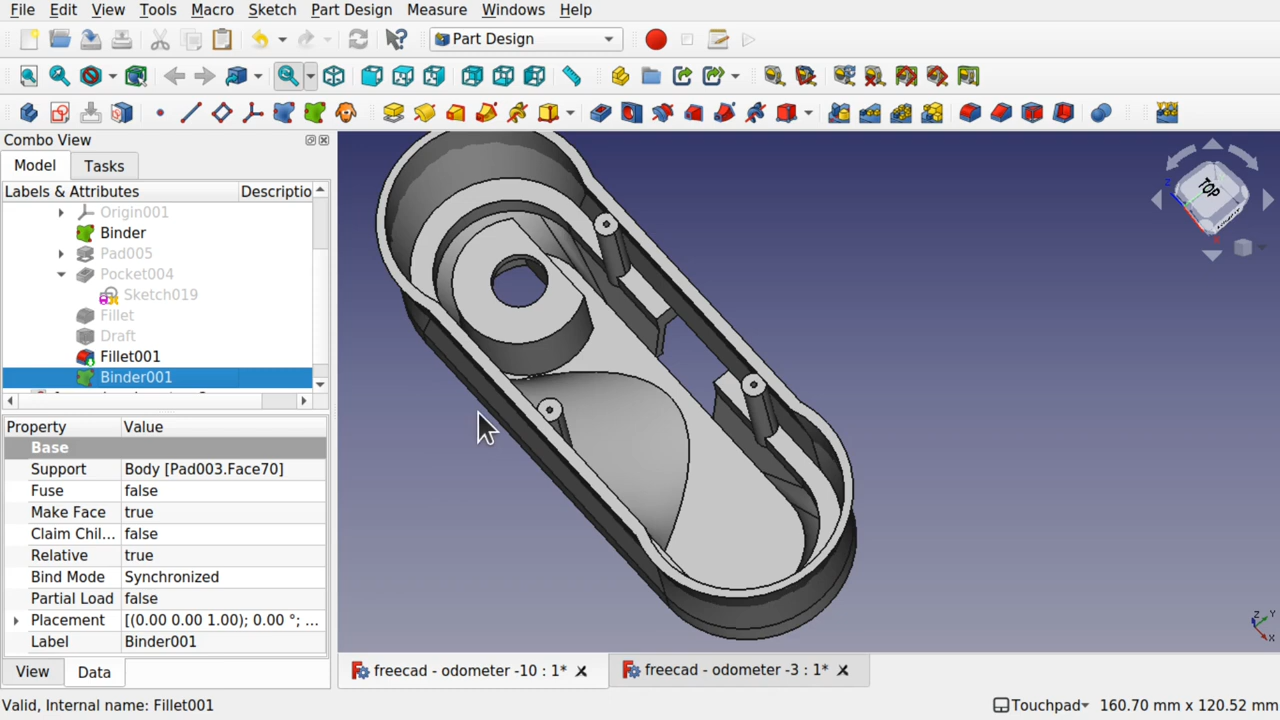 File Edit View Tools Macro Sketch Part Design Measure Windows Help
Part Design
Combo View
Model Tasks
Labels & Attributes Descriptio
Origin001
Binder
Pad005
Pocket004
Sketch019
Fillet
Draft
Fillet001
Binder001
Property Value
Base
Support Body [Pad003.Face70]
Fuse false
Make Face true
Claim Chil... false
Relative true
Bind Mode Synchronized
Partial Load false
Placement [(0.00 0.00 1.00); 0.00 °; ...
Label Binder001
View Data
TOP
Z Y
X
freecad - odometer -10 : 1* freecad - odometer -3 : 1*
Valid, Internal name: Fillet001 Touchpad 160.70 mm x 120.52 mm